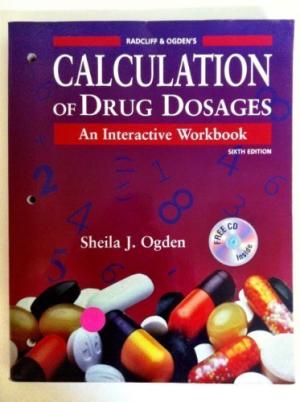 RADCLIFF & OGDEN'S
CALCULATION
OF DRUG DOSAGES
An Interactive Workbook
SIXTH EDITION
Sheila J. Ogden
FREE CD
Inside